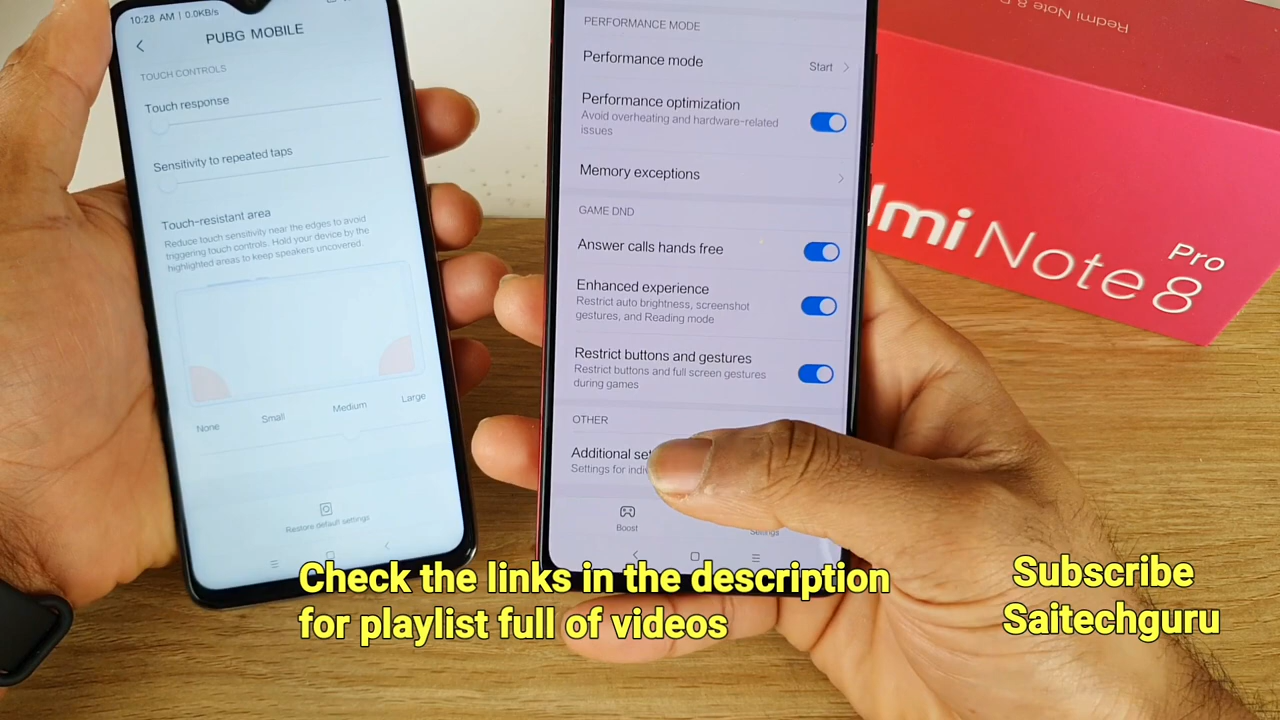 10:28 AM | 0.0KB/s
PUBG MOBILE
TOUCH CONTROLS
Touch response
Sensitivity to repeated taps
Touch-resistant area
Reduce touch sensitivity near the edges to avoid
triggering touch controls. Hold your device by the
highlighted areas to keep speakers uncovered.
None Small Medium Large
Restore default settings
PERFORMANCE MODE
Performance mode Start
Performance optimization
Avoid overheating and hardware-related
issues
Memory exceptions
GAME DND
Answer calls hands free
Enhanced experience
Restrict auto brightness, screenshot
gestures, and Reading mode
Restrict buttons and gestures
Restrict buttons and full screen gestures
during games
OTHER
Additional
Settings for
Boost Settings
Redmi Note 8
Note 8
Pro
Check the links in the description
for playlist full of videos
Subscribe
Saitechguru